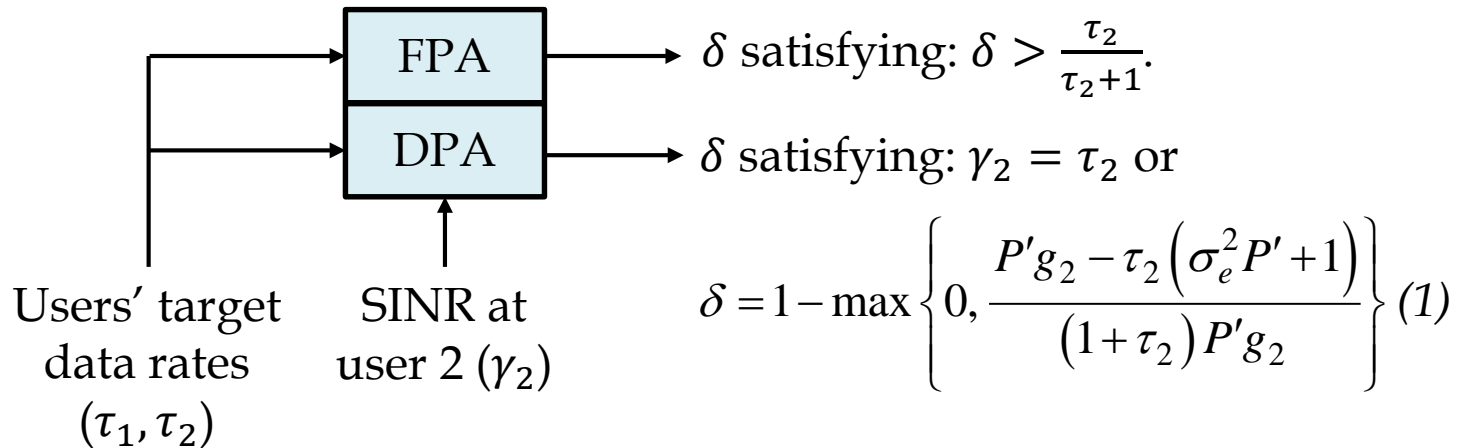 FPA
δ satisfying: δ > τ₂/(τ₂+1).
DPA
δ satisfying: γ₂ = τ₂ or
δ = 1 − max {0, (P′g₂ − τ₂(σₑ²P′ + 1)) / ((1 + τ₂)P′g₂)} (1)
Users' target
data rates
(τ₁, τ₂)
SINR at
user 2 (γ₂)